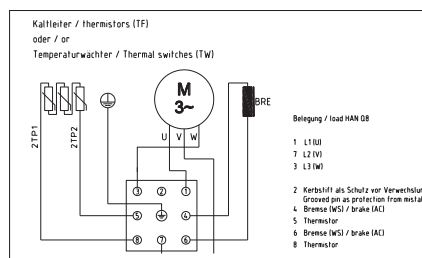 Kaltleiter / thermistors (TF)
oder / or
Temperaturwächter / Thermal switches (TW)
M
3~
BRE
U V W
2TP1
2TP2
Belegung / load HAN Q8
1 L1 (U)
7 L2 (V)
3 L3 (W)
2 Kerbstift als Schutz vor
Grooved pin as protection from
4 Bremse (WS) / brake (AC)
5 Thermistor
6 Bremse (WS) / brake (AC)
8 Thermistor
3 2 1
5 4
8 7 6